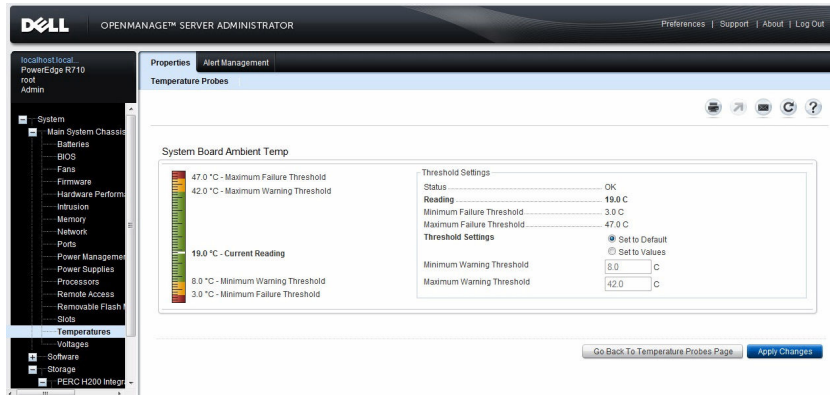 DELL OPENMANAGE™ SERVER ADMINISTRATOR
Preferences | Support | About | Log Out
localhost.local...
PowerEdge R710
root
Admin
Properties Alert Management
Temperature Probes
System
Main System Chassis
Batteries
BIOS
Fans
Firmware
Hardware Performa
Intrusion
Memory
Network
Ports
Power Managemen
Power Supplies
Processors
Remote Access
Removable Flash M
Slots
Temperatures
Voltages
Software
Storage
PERC H200 Integra
System Board Ambient Temp
47.0 °C - Maximum Failure Threshold
42.0 °C - Maximum Warning Threshold
19.0 °C - Current Reading
8.0 °C - Minimum Warning Threshold
3.0 °C - Minimum Failure Threshold
Threshold Settings
Status OK
Reading 19.0 C
Minimum Failure Threshold 3.0 C
Maximum Failure Threshold 47.0 C
Threshold Settings Set to Default
Set to Values
Minimum Warning Threshold 8.0 C
Maximum Warning Threshold 42.0 C
Go Back To Temperature Probes Page Apply Changes